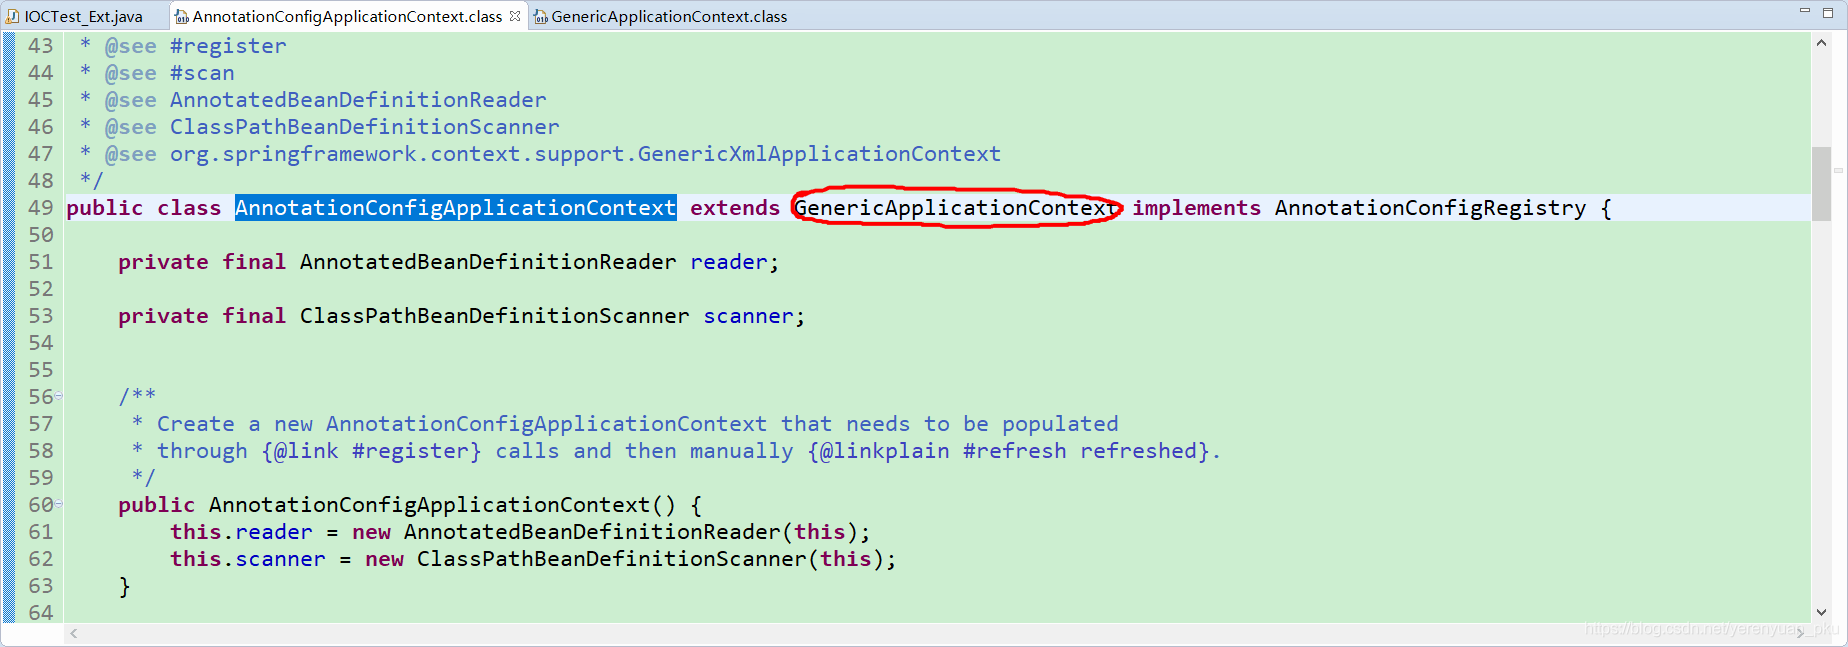 IOCTest_Ext.java AnnotationConfigApplicationContext.class GenericApplicationContext.class
43 * @see #register
44 * @see #scan
45 * @see AnnotatedBeanDefinitionReader
46 * @see ClassPathBeanDefinitionScanner
47 * @see org.springframework.context.support.GenericXmlApplicationContext
48 */
49 public class AnnotationConfigApplicationContext extends GenericApplicationContext implements AnnotationConfigRegistry {
50
51 private final AnnotatedBeanDefinitionReader reader;
52
53 private final ClassPathBeanDefinitionScanner scanner;
54
55
56 /**
57 * Create a new AnnotationConfigApplicationContext that needs to be populated
58 * through {@link #register} calls and then manually {@linkplain #refresh refreshed}.
59 */
60 public AnnotationConfigApplicationContext() {
61 this.reader = new AnnotatedBeanDefinitionReader(this);
62 this.scanner = new ClassPathBeanDefinitionScanner(this);
63 }
64
https://blog.csdn.net/yerenyuan_pku